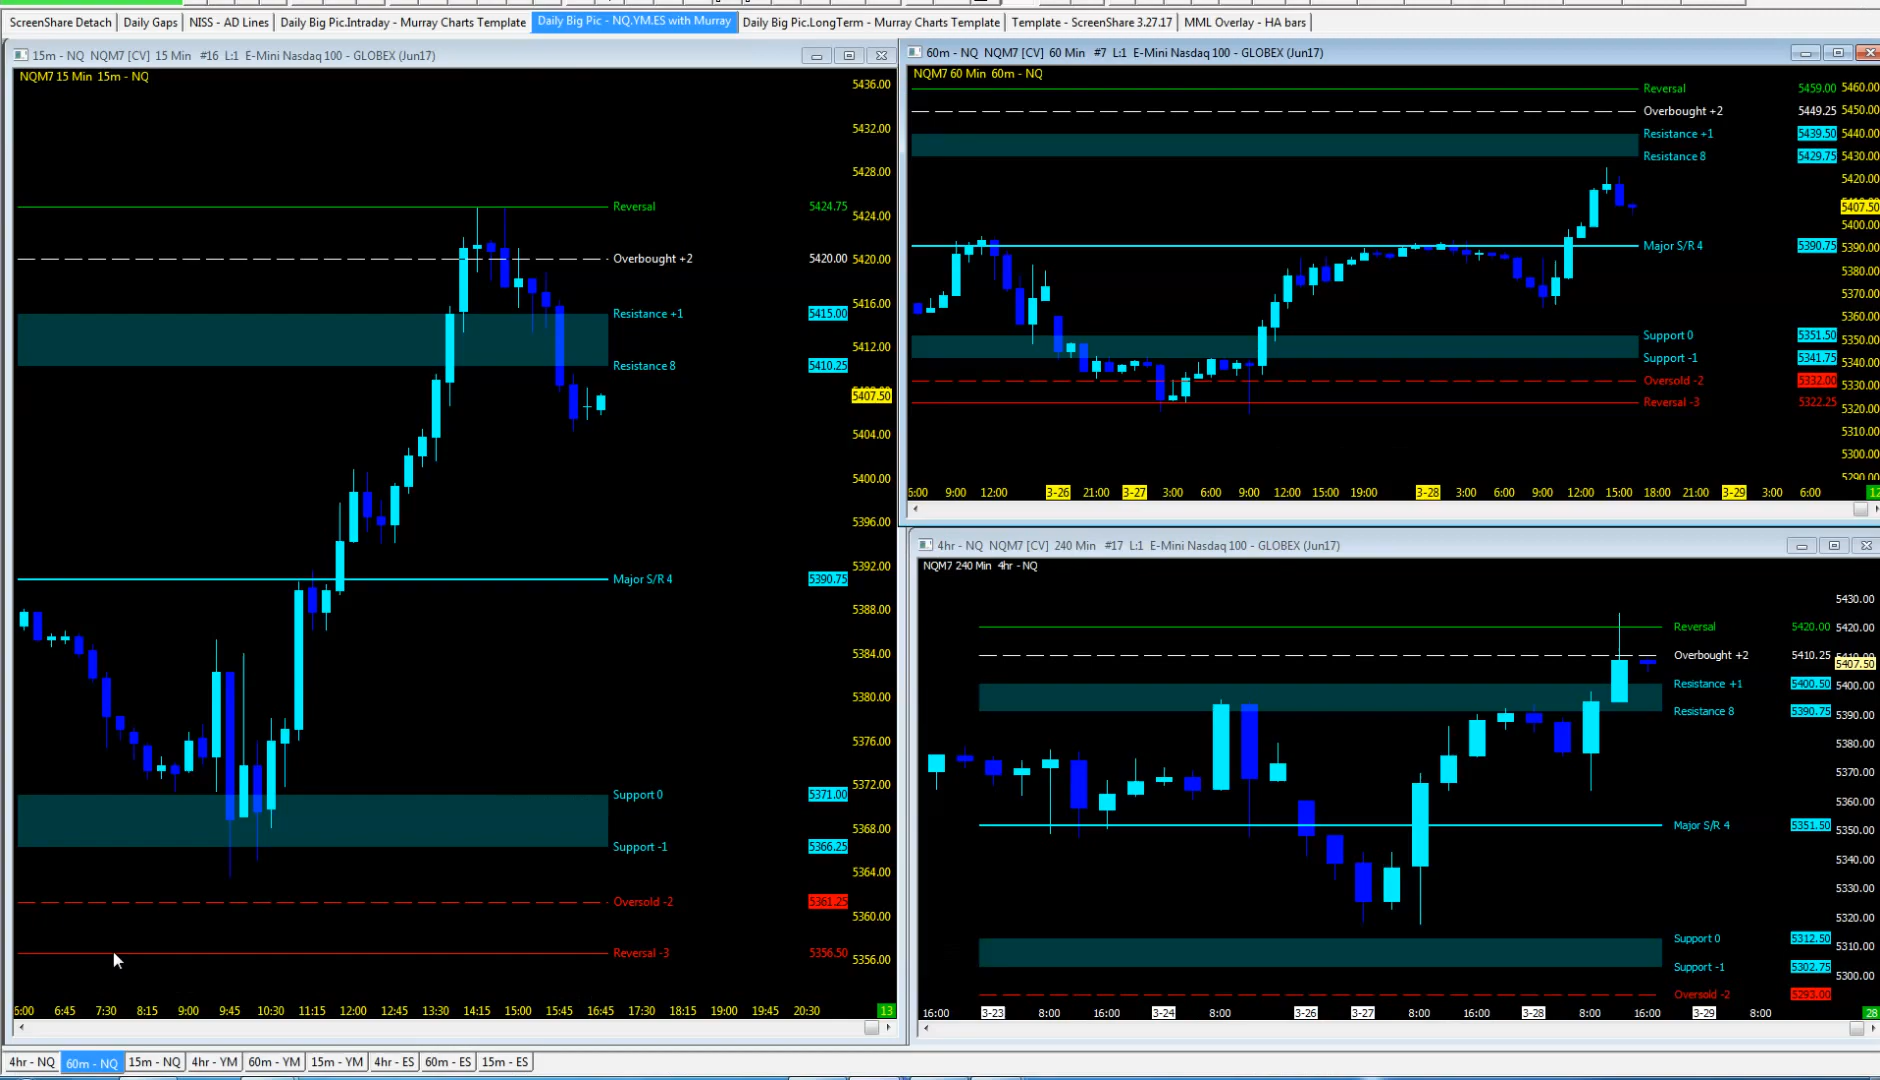 ScreenShare Detach Daily Gaps NISS - AD Lines Daily Big Pic.Intraday - Murray Charts Template Daily Big Pic - NQ.YM.ES with Murray Daily Big Pic.LongTerm - Murray Charts Template Template - ScreenShare 3.27.17 MML Overlay - HA bars
15m - NQ NQM7 [CV] 15 Min #16 L:1 E-Mini Nasdaq 100 - GLOBEX (Jun17)
NQM7 15 Min 15m - NQ
5436.00
5432.00
5428.00
Reversal 5424.75
5424.00
Overbought +2 5420.00 5420.00
5416.00
Resistance +1 5415.00
5412.00
Resistance 8 5410.25
5407.50
5404.00
5400.00
5396.00
5392.00
Major S/R 4 5390.75
5388.00
5384.00
5380.00
5376.00
5372.00
Support 0 5371.00
5368.00
Support -1 5366.25
5364.00
Oversold -2 5361.25
5360.00
Reversal -3 5356.50
5356.00
6:00 6:45 7:30 8:15 9:00 9:45 10:30 11:15 12:00 12:45 13:30 14:15 15:00 15:45 16:45 17:30 18:15 19:00 19:45 20:30 13
60m - NQ NQM7 [CV] 60 Min #7 L:1 E-Mini Nasdaq 100 - GLOBEX (Jun17)
NQM7 60 Min 60m - NQ
Reversal 5459.00 5460.00
Overbought +2 5449.25 5450.00
Resistance +1 5439.50 5440.00
Resistance 8 5429.75 5430.00
5420.00
5407.50
5400.00
Major S/R 4 5390.75 5390.00
5380.00
5370.00
5360.00
5350.00
Support 0 5351.50
5340.00
Support -1 5341.75
5330.00
Oversold -2 5332.00
Reversal -3 5322.25
5320.00
5310.00
5300.00
6:00 9:00 12:00 3-26 21:00 3-27 3:00 6:00 9:00 12:00 15:00 19:00 3-28 3:00 6:00 9:00 12:00 15:00 18:00 21:00 3-29 3:00 6:00
4hr - NQ NQM7 [CV] 240 Min #17 L:1 E-Mini Nasdaq 100 - GLOBEX (Jun17)
NQM7 240 Min 4hr - NQ
5430.00
Reversal 5420.00 5420.00
Overbought +2 5410.25
5407.50
Resistance +1 5400.50 5400.00
Resistance 8 5390.75 5390.00
5380.00
5370.00
5360.00
5350.00
Major S/R 4 5351.50
5340.00
5330.00
5320.00
Support 0 5312.50
5310.00
Support -1 5302.75
5300.00
Oversold -2 5293.00
16:00 3-23 8:00 16:00 3-24 8:00 3-26 3-27 8:00 16:00 3-28 8:00 16:00 3-29 8:00 28
4hr - NQ 60m - NQ 15m - NQ 4hr - YM 60m - YM 15m - YM 4hr - ES 60m - ES 15m - ES